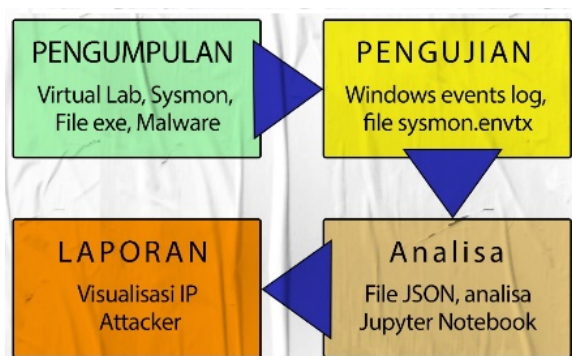 PENGUMPULAN
Virtual Lab, Sysmon,
File exe, Malware
PENGUJIAN
Windows events log,
file sysmon.envtx
Analisa
File JSON, analisa
Jupyter Notebook
LAPORAN
Visualisasi IP
Attacker